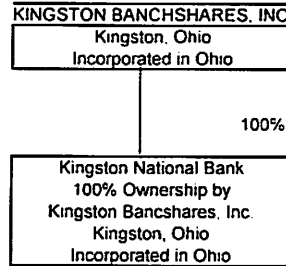 KINGSTON BANCHSHARES, INC
Kingston, Ohio
Incorporated in Ohio
100%
Kingston National Bank
100% Ownership by
Kingston Bancshares, Inc.
Kingston, Ohio
Incorporated in Ohio